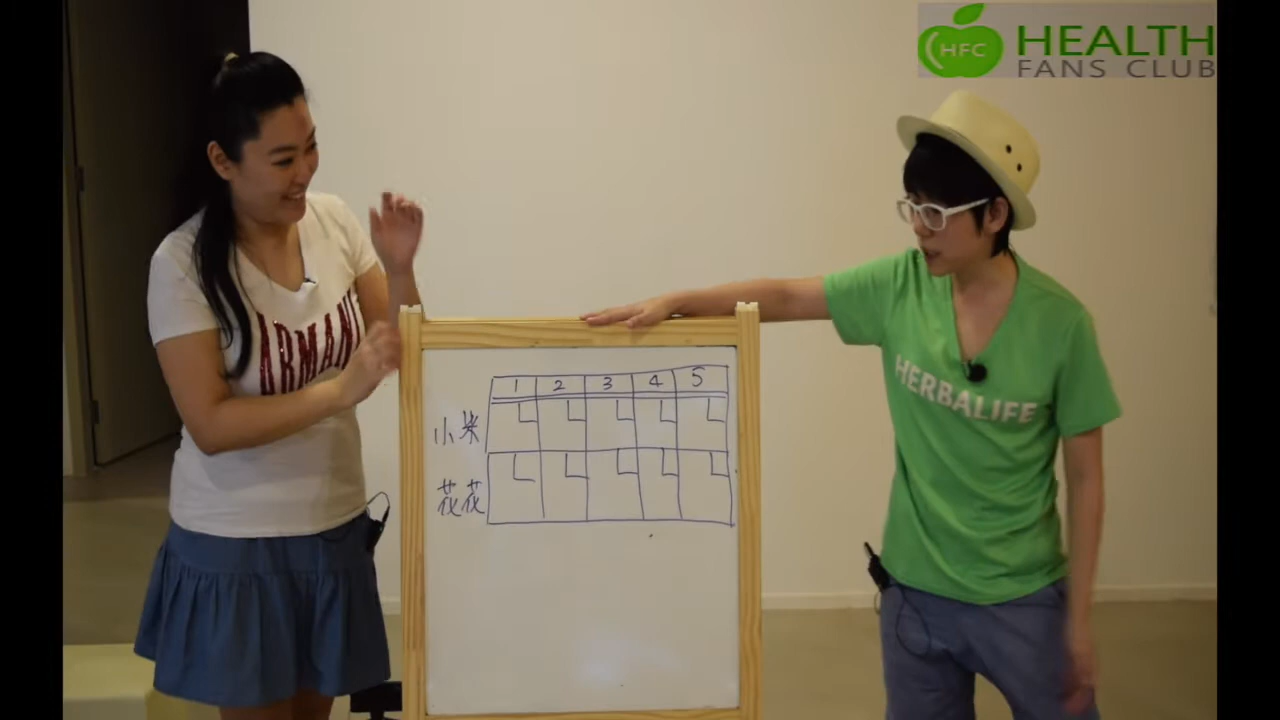 HFC
HEALTH
FANS CLUB
ARMANI
HERBALIFE
1 2 3 4 5
小米
花花